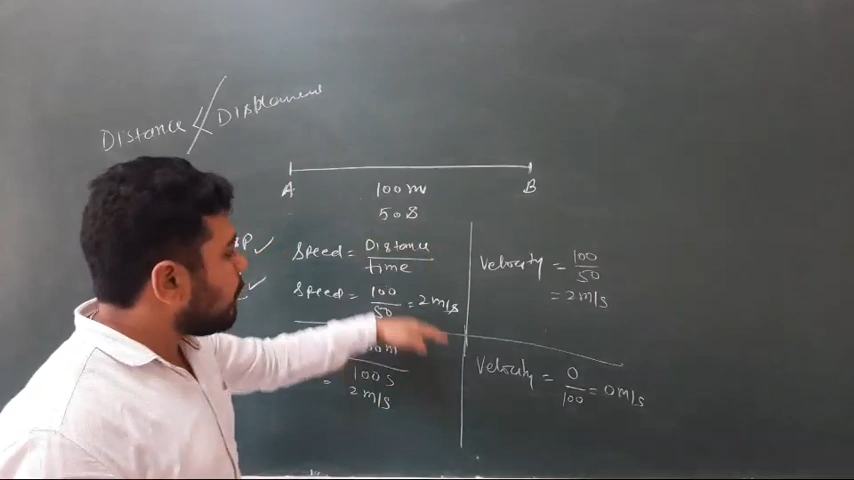 Distance < Displament
A B
100 m
50 S
Speed = Distance
time
Speed = 100
50 = 2 m/s
=
100 s
2 m/s
Velocity = 100
50
= 2 m/s
Velocity = 0
100 = 0 m/s